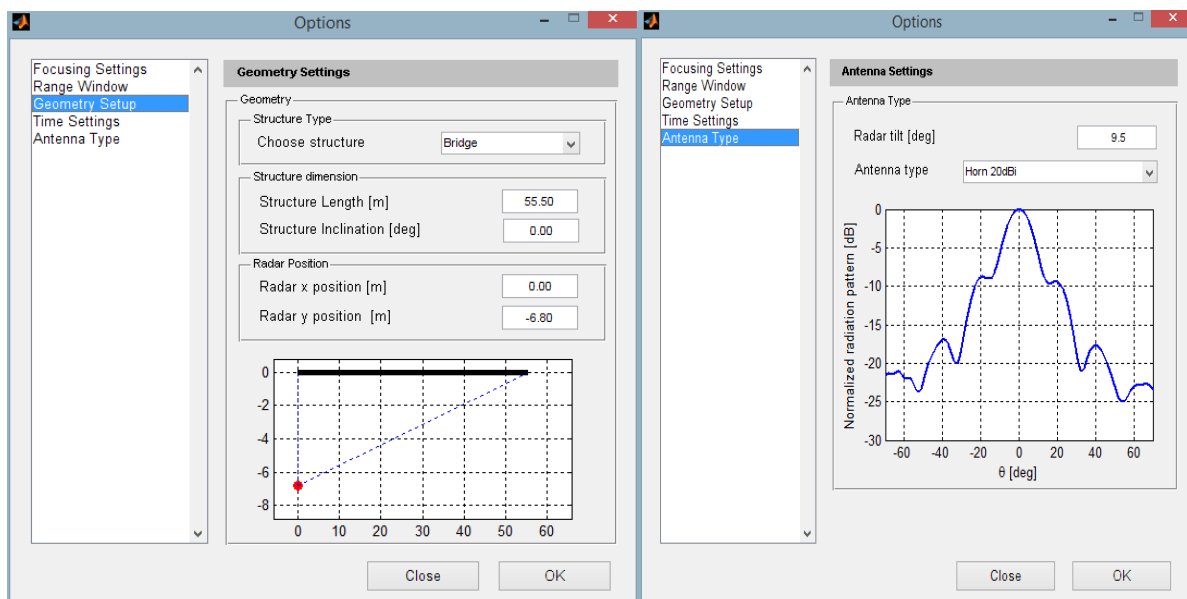 Options
Focusing Settings
Range Window
Geometry Setup
Time Settings
Antenna Type
Geometry Settings
Geometry
Structure Type
Choose structure Bridge
Structure dimension
Structure Length [m] 55.50
Structure Inclination [deg] 0.00
Radar Position
Radar x position [m] 0.00
Radar y position [m] -6.80
0
-2
-4
-6
-8
0 10 20 30 40 50 60
Close OK
Options
Focusing Settings
Range Window
Geometry Setup
Time Settings
Antenna Type
Antenna Settings
Antenna Type
Radar tilt [deg] 9.5
Antenna type Horn 20dBi
Normalized radiation pattern [dB]
0
-5
-10
-15
-20
-25
-30
-60 -40 -20 0 20 40 60
θ [deg]
Close OK